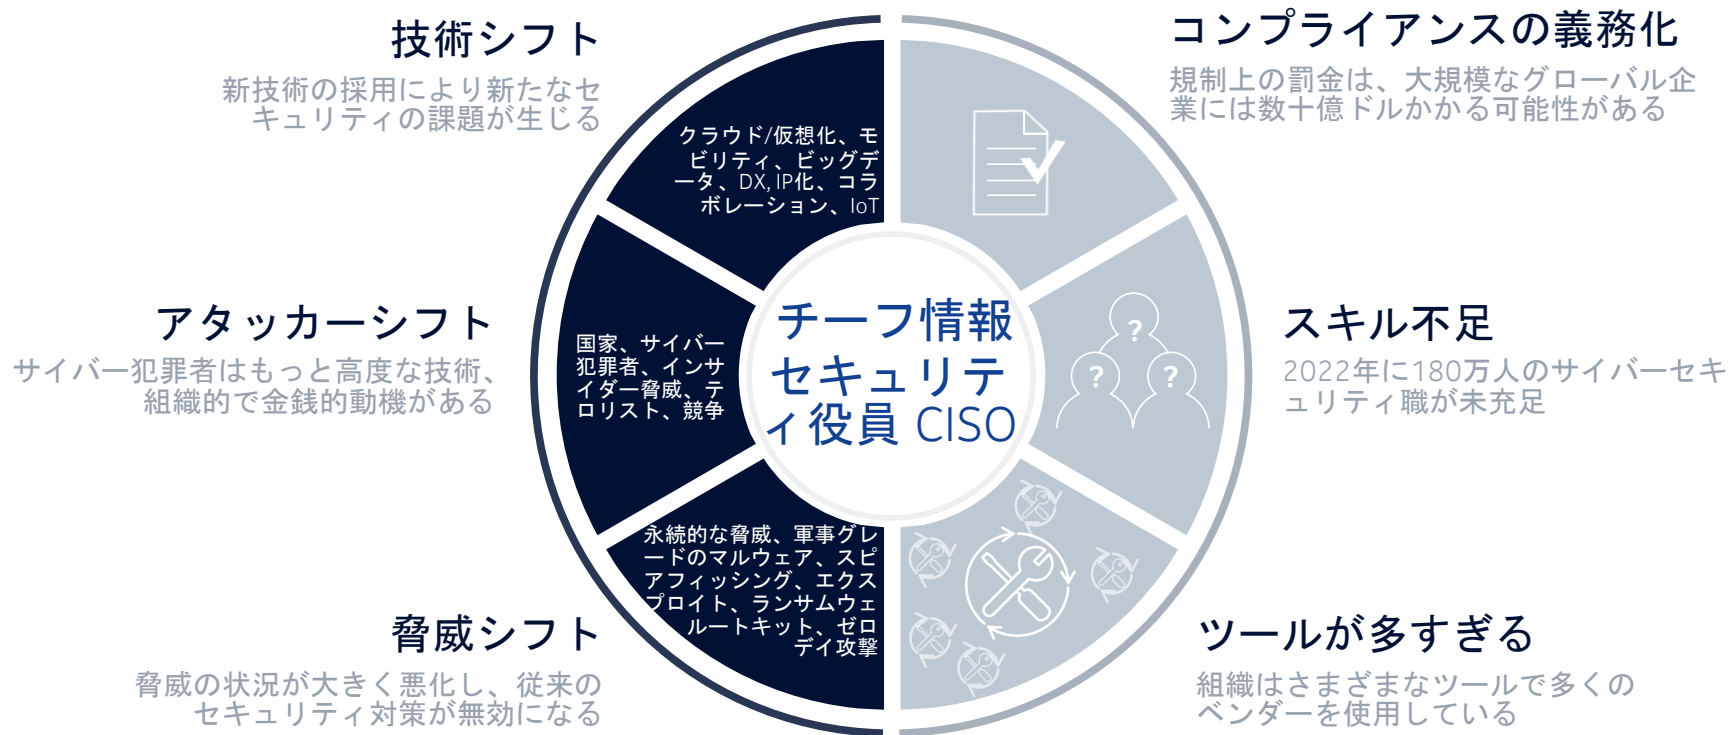 技術シフト
新技術の採用により新たなセ
キュリティの課題が生じる
クラウド/仮想化、モ
ビリティ、ビッグデ
ータ、DX, IP化、コラ
ボレーション、IoT
アタッカーシフト
サイバー犯罪者はもっと高度な技術、
組織的で金銭的動機がある
国家、サイバー
犯罪者、インサ
イダー脅威、テ
ロリスト、競争
脅威シフト
脅威の状況が大きく悪化し、従来の
セキュリティ対策が無効になる
永続的な脅威、軍事グレ
ードのマルウェア、スピ
アフィッシング、エクス
プロイト、ランサムウェ
ルートキット、ゼロ
デイ攻撃
チーフ情報
セキュリテ
ィ役員 CISO
コンプライアンスの義務化
規制上の罰金は、大規模なグローバル企
業には数十億ドルかかる可能性がある
スキル不足
2022年に180万人のサイバーセキ
ュリティ職が未充足
?
? ?
ツールが多すぎる
組織はさまざまなツールで多くの
ベンダーを使用している